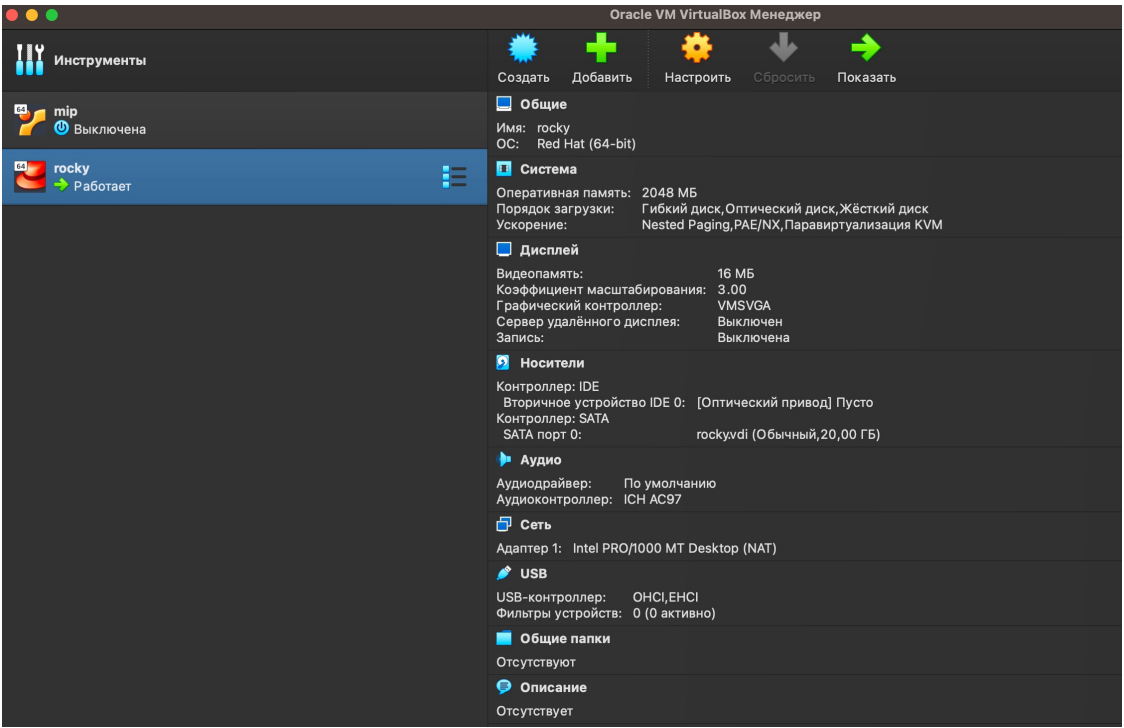 Oracle VM VirtualBox Менеджер
Инструменты
64
mip
Выключена
64
rocky
Работает
Создать Добавить Настроить Сбросить Показать
Общие
Имя: rocky
ОС: Red Hat (64-bit)
Система
Оперативная память: 2048 МБ
Порядок загрузки: Гибкий диск,Оптический диск,Жёсткий диск
Ускорение: Nested Paging,PAE/NX,Паравиртуализация KVM
Дисплей
Видеопамять: 16 МБ
Коэффициент масштабирования: 3.00
Графический контроллер: VMSVGA
Сервер удалённого дисплея: Выключен
Запись: Выключена
Носители
Контроллер: IDE
Вторичное устройство IDE 0: [Оптический привод] Пусто
Контроллер: SATA
SATA порт 0: rocky.vdi (Обычный,20,00 ГБ)
Аудио
Аудиодрайвер: По умолчанию
Аудиоконтроллер: ICH AC97
Сеть
Адаптер 1: Intel PRO/1000 MT Desktop (NAT)
USB
USB-контроллер: OHCI,EHCI
Фильтры устройств: 0 (0 активно)
Общие папки
Отсутствуют
Описание
Отсутствует